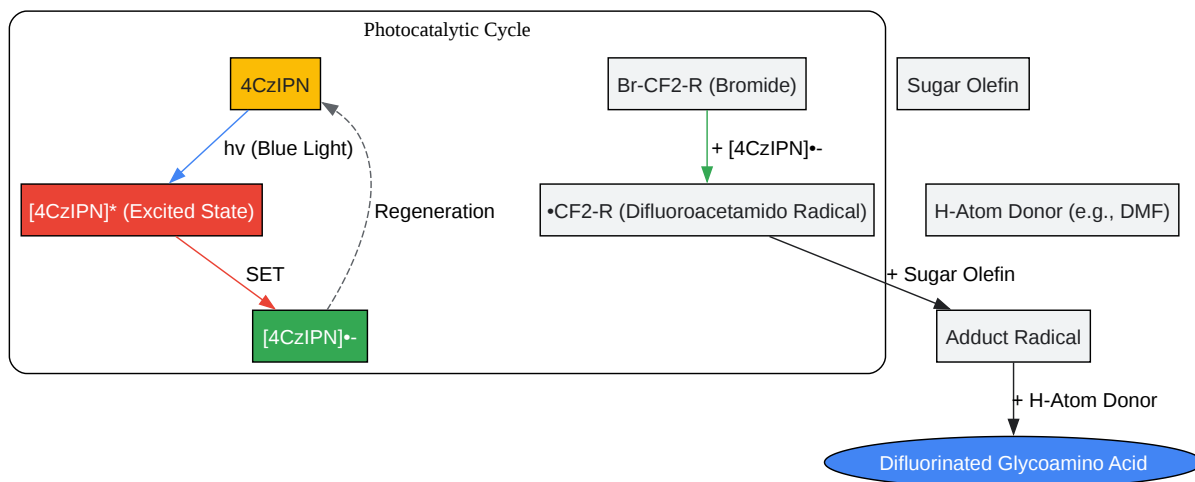 Photocatalytic Cycle
4CzIPN
Br-CF2-R (Bromide)
Sugar Olefin
hv (Blue Light)
+ [4CzIPN]•-
[4CzIPN]* (Excited State)
Regeneration
•CF2-R (Difluoroacetamido Radical)
H-Atom Donor (e.g., DMF)
SET
+ Sugar Olefin
[4CzIPN]•-
Adduct Radical
+ H-Atom Donor
Difluorinated Glycoamino Acid